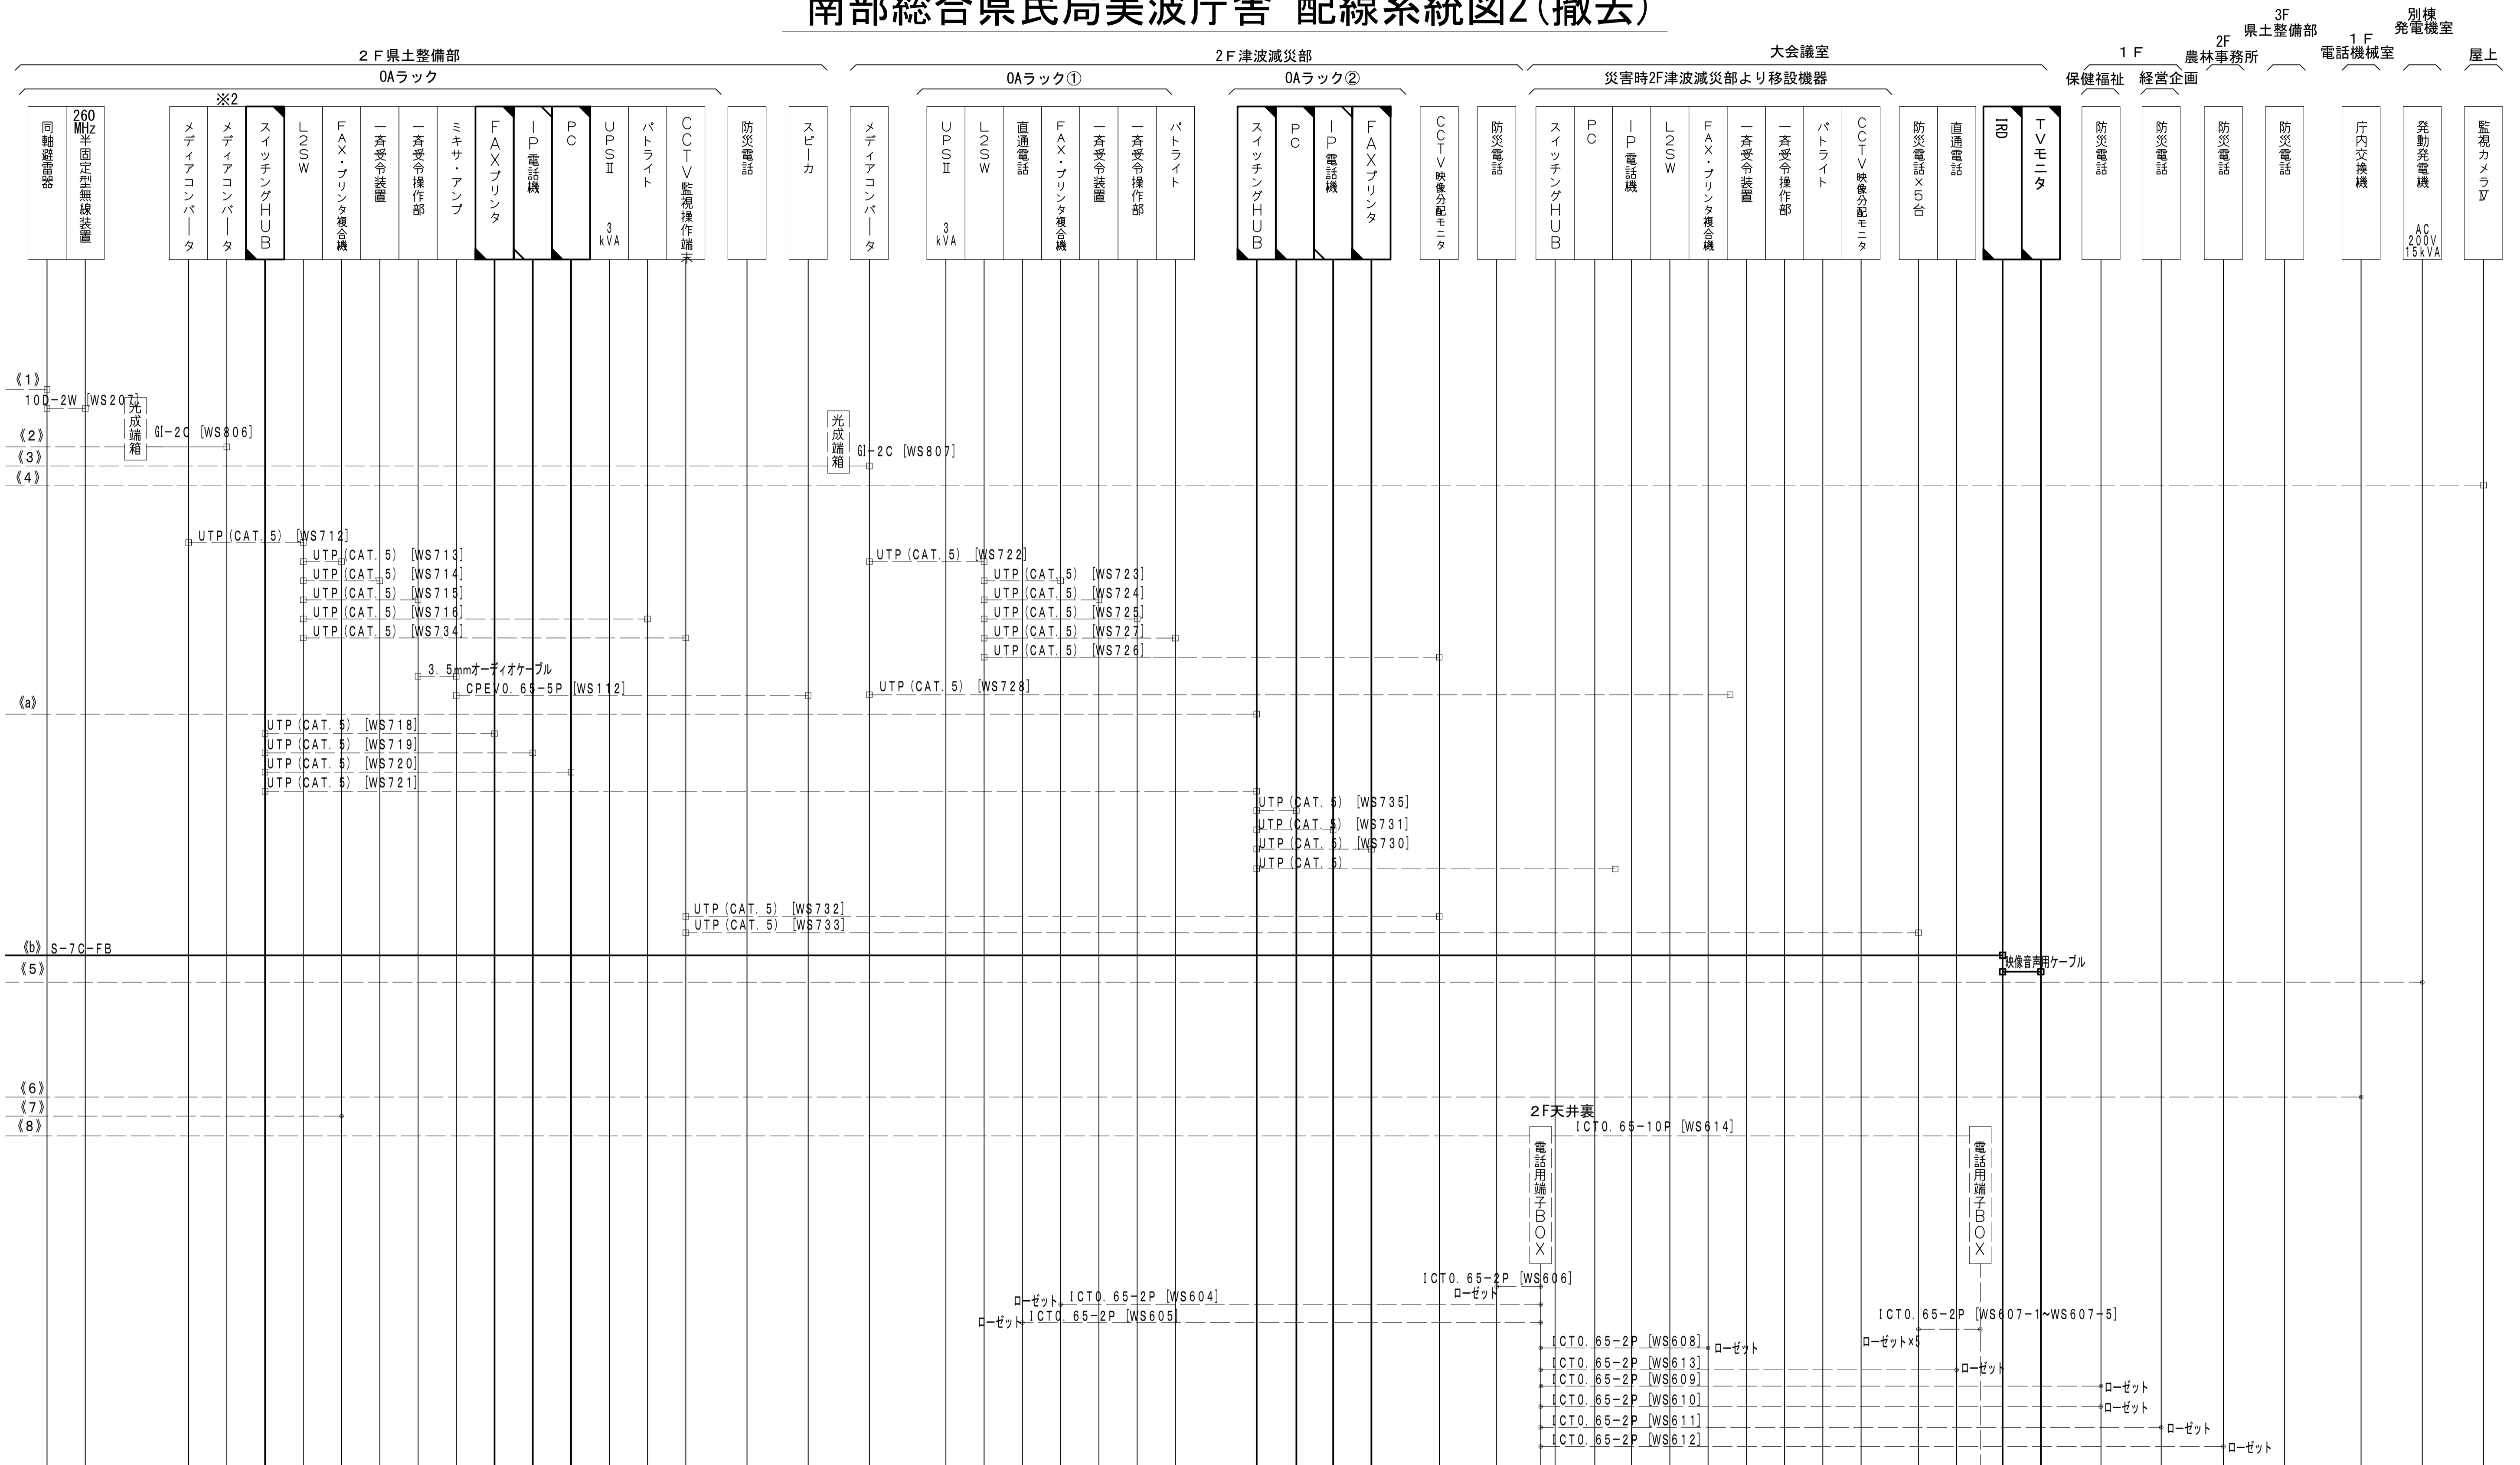 南部総合県民局美波庁舎 配線系統図2(撤去)
２Ｆ県土整備部
OAラック
※2
2F津波減災部
OAラック①
OAラック②
大会議室
災害時2F津波減災部より移設機器
１Ｆ
保健福祉
経営企画
2F
農林事務所
3F
県土整備部
１Ｆ
電話機械室
別棟
発電機室
屋上
同軸避雷器
260
MHz
半固定型無線装置
メディアコンバータ
メディアコンバータ
スイッチングＨＵＢ
Ｌ２ＳＷ
ＦＡＸ・プリンタ複合機
一斉受令装置
一斉受令操作部
ミキサ・アンプ
ＦＡＸプリンタ
ＩＰ電話機
ＰＣ
ＵＰＳⅡ
3
kVA
パトライト
ＣＣＴＶ監視操作端末
防災電話
スピーカ
メディアコンバータ
ＵＰＳⅡ
3
kVA
Ｌ２ＳＷ
直通電話
ＦＡＸ・プリンタ複合機
一斉受令装置
一斉受令操作部
パトライト
スイッチングＨＵＢ
ＰＣ
ＩＰ電話機
ＦＡＸプリンタ
ＣＣＴＶ映像分配モニタ
防災電話
スイッチングＨＵＢ
ＰＣ
ＩＰ電話機
Ｌ２ＳＷ
ＦＡＸ・プリンタ複合機
一斉受令装置
一斉受令操作部
パトライト
ＣＣＴＶ映像分配モニタ
防災電話×５台
直通電話
IRD
ＴＶモニタ
防災電話
防災電話
防災電話
防災電話
庁内交換機
発動発電機
AC
200V
15kVA
監視カメラⅣ
《1》
10D-2W [WS207]
光成端箱
《2》
GI-2C [WS806]
《3》
光成端箱
GI-2C [WS807]
《4》
UTP(CAT.5) [WS712]
UTP(CAT.5) [WS713]
UTP(CAT.5) [WS714]
UTP(CAT.5) [WS715]
UTP(CAT.5) [WS716]
UTP(CAT.5) [WS734]
UTP(CAT.5) [WS722]
UTP(CAT.5) [WS723]
UTP(CAT.5) [WS724]
UTP(CAT.5) [WS725]
UTP(CAT.5) [WS727]
UTP(CAT.5) [WS726]
3.5mmオーディオケーブル
CPEV0.65-5P [WS112]
UTP(CAT.5) [WS728]
《a》
UTP(CAT.5) [WS718]
UTP(CAT.5) [WS719]
UTP(CAT.5) [WS720]
UTP(CAT.5) [WS721]
UTP(CAT.5) [WS735]
UTP(CAT.5) [WS731]
UTP(CAT.5) [WS730]
UTP(CAT.5)
UTP(CAT.5) [WS732]
UTP(CAT.5) [WS733]
《b》 S-7C-FB
映像音声用ケーブル
《5》
《6》
《7》
《8》
2F天井裏
ICT0.65-10P [WS614]
電話用端子ＢＯＸ
電話用端子ＢＯＸ
ICT0.65-2P [WS606]
ローゼット
ローゼット ICT0.65-2P [WS604]
ローゼット ICT0.65-2P [WS605]
ICT0.65-2P [WS607-1~WS607-5]
ローゼット×5
ICT0.65-2P [WS608] ローゼット
ICT0.65-2P [WS613] ローゼット
ICT0.65-2P [WS609] ローゼット
ICT0.65-2P [WS610] ローゼット
ICT0.65-2P [WS611] ローゼット
ICT0.65-2P [WS612] ローゼット